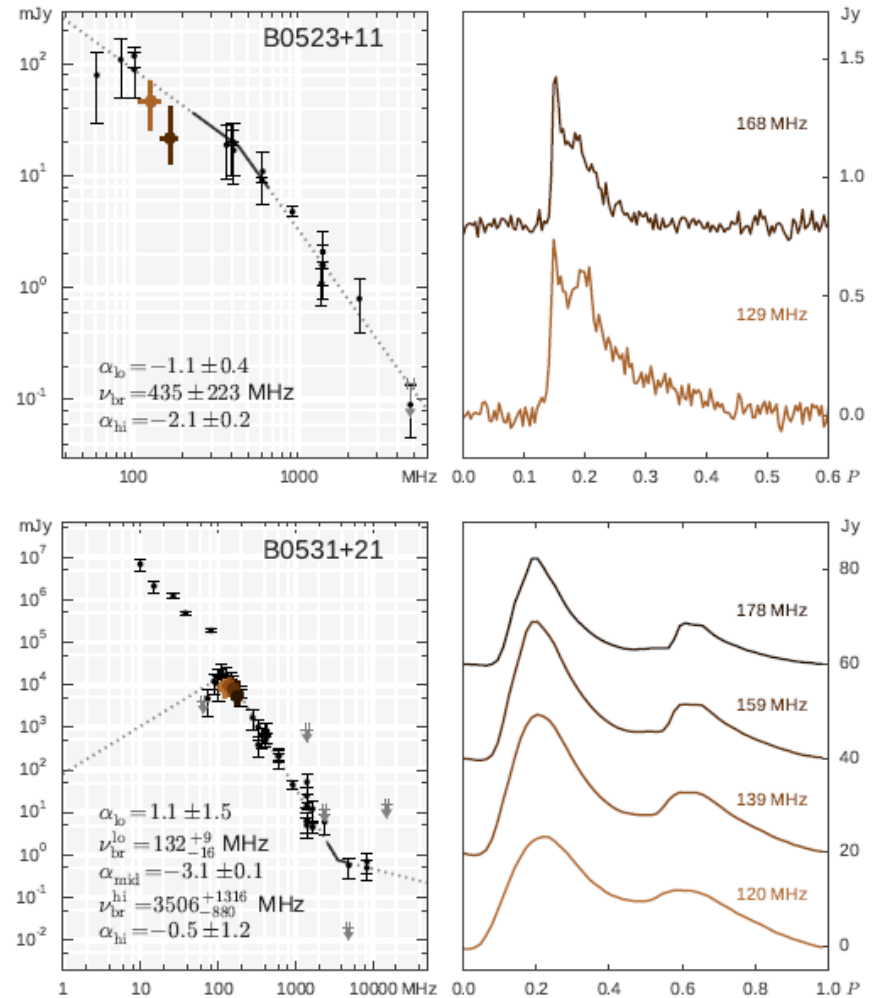 mJy
B0523+11
10²
10¹
10⁰
10⁻¹
α_lo=−1.1±0.4
ν_br=435±223 MHz
α_hi=−2.1±0.2
100 1000 MHz
Jy
1.5
168 MHz
1.0
0.5
129 MHz
0.0
0.0 0.1 0.2 0.3 0.4 0.5 0.6 P
mJy
B0531+21
10⁷
10⁶
10⁵
10⁴
10³
10²
10¹
10⁰
10⁻¹
10⁻²
α_lo=1.1±1.5
ν_br^lo=132^{+9}_{−16} MHz
α_mid=−3.1±0.1
ν_br^hi=3506^{+1316}_{−880} MHz
α_hi=−0.5±1.2
1 10 100 1000 10000 MHz
Jy
80
178 MHz
60
159 MHz
40
139 MHz
20
120 MHz
0
0.0 0.2 0.4 0.6 0.8 1.0 P